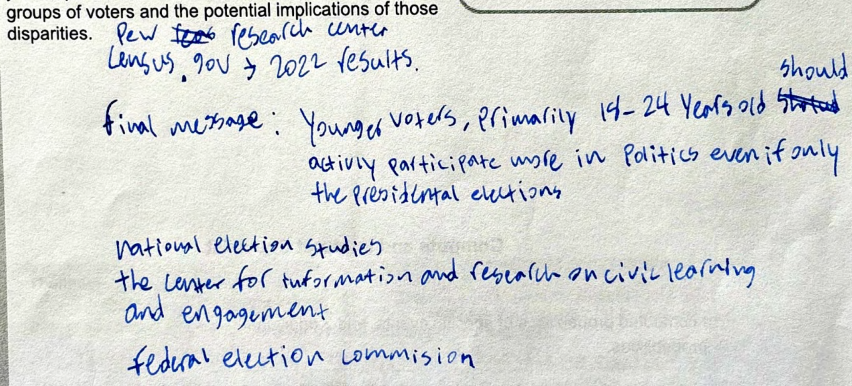 groups of voters and the potential implications of those
disparities. Pew research center
Census.gov → 2022 results.
should
final message: Younger voters, primarily 18-24 Years old
activly participate more in Politics even if only
the presidental elections
national election studies
the center for information and research on civic learning
and engagement
federal election commision